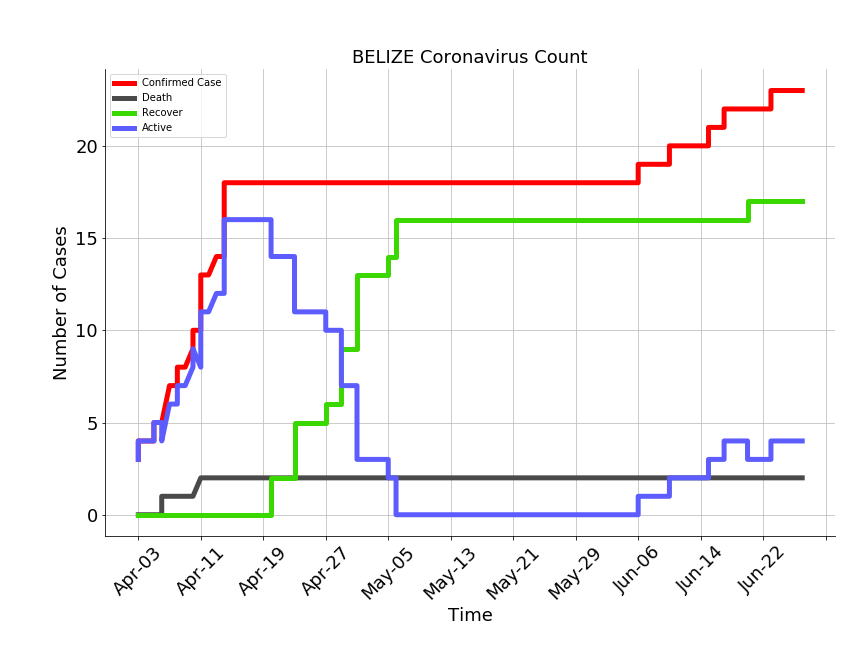 BELIZE Coronavirus Count
Confirmed Case
Death
Recover
Active
Number of Cases
20
15
10
5
0
Apr-03
Apr-11
Apr-19
Apr-27
May-05
May-13
May-21
May-29
Jun-06
Jun-14
Jun-22
Time